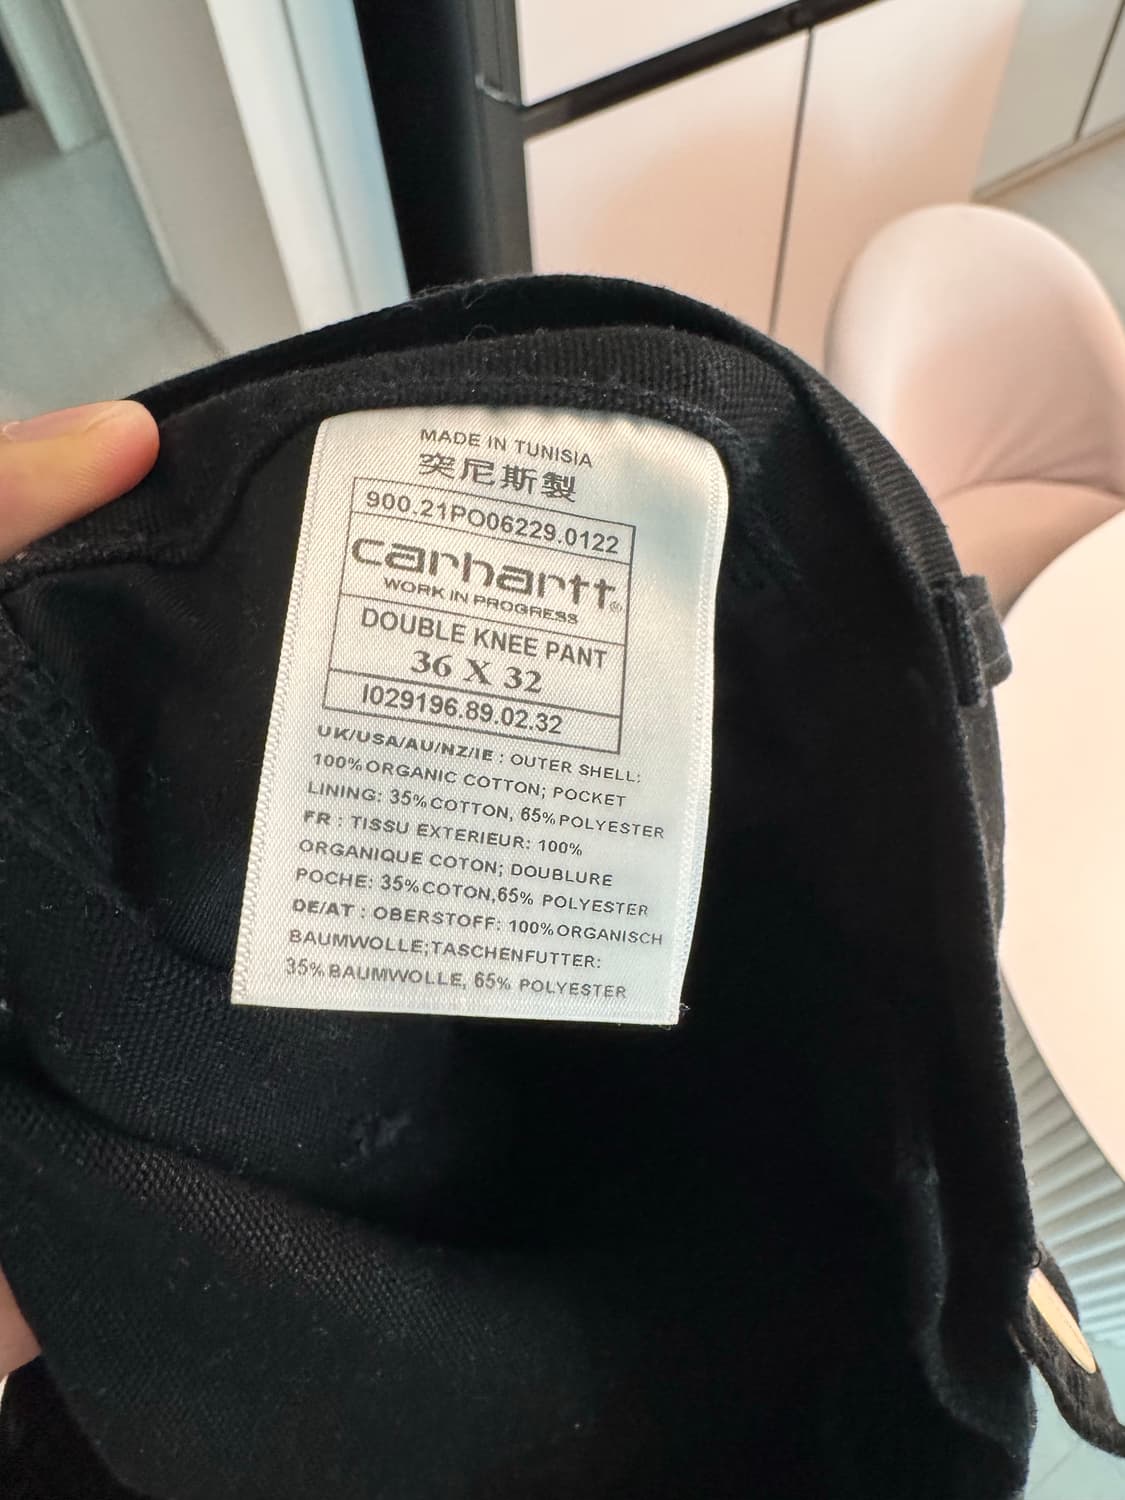 MADE IN TUNISIA
突尼斯製
900.21PO06229.0122
carhartt®
WORK IN PROGRESS
DOUBLE KNEE PANT
36 X 32
I029196.89.02.32
UK/USA/AU/NZ/IE : OUTER SHELL:
100%ORGANIC COTTON; POCKET
LINING: 35%COTTON, 65%POLYESTER
FR : TISSU EXTERIEUR: 100%
ORGANIQUE COTON; DOUBLURE
POCHE: 35%COTON,65% POLYESTER
DE/AT : OBERSTOFF: 100%ORGANISCH
BAUMWOLLE;TASCHENFUTTER:
35%BAUMWOLLE, 65% POLYESTER